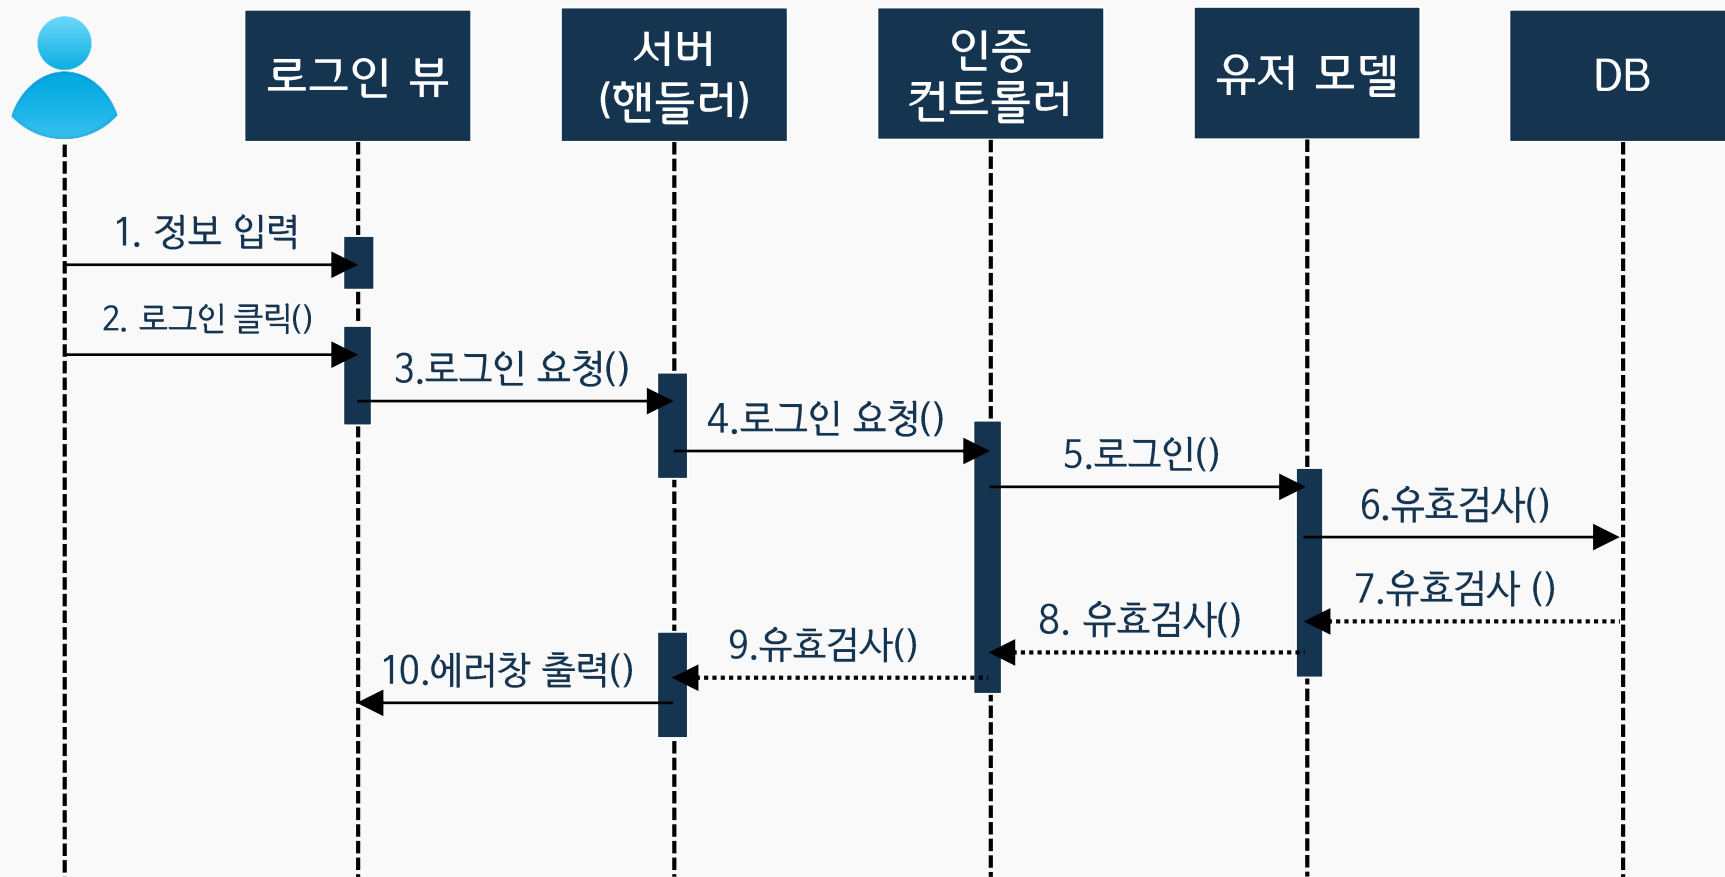 로그인 뷰
서버
(핸들러)
인증
컨트롤러
유저 모델
DB
1. 정보 입력
2. 로그인 클릭()
3.로그인 요청()
4.로그인 요청()
5.로그인()
6.유효검사()
7.유효검사 ()
8. 유효검사()
9.유효검사()
10.에러창 출력()